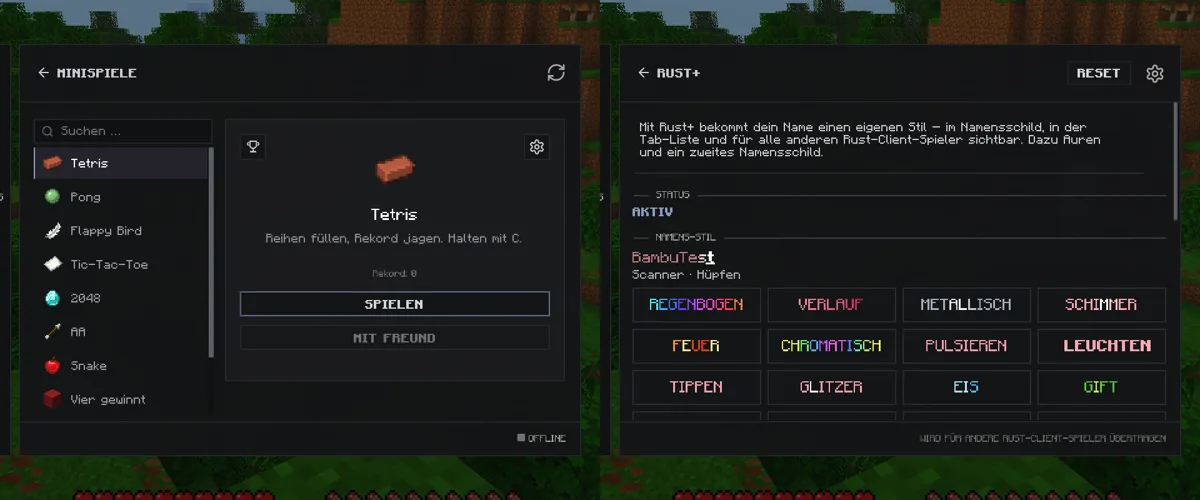 MINISPIELE
Suchen ...
Tetris
Pong
Flappy Bird
Tic-Tac-Toe
2048
AA
Snake
Vier gewinnt
Tetris
Reihen füllen, Rekord jagen. Halten mit C.
Rekord: 0
SPIELEN
MIT FREUND
OFFLINE
RUST+
RESET
Mit Rust+ bekommt dein Name einen eigenen Stil – im Namensschild, in der
Tab-Liste und für alle anderen Rust-Client-Spieler sichtbar. Dazu Auren
und ein zweites Namensschild.
STATUS
AKTIV
NAMENS-STIL
BambuTest
Scanner · Hüpfen
REGENBOGEN
VERLAUF
METALLISCH
SCHIMMER
FEUER
CHROMATISCH
PULSIEREN
LEUCHTEN
TIPPEN
GLITZER
EIS
GIFT
WIRD FÜR ANDERE RUST-CLIENT-SPIELER ÜBERTRAGEN